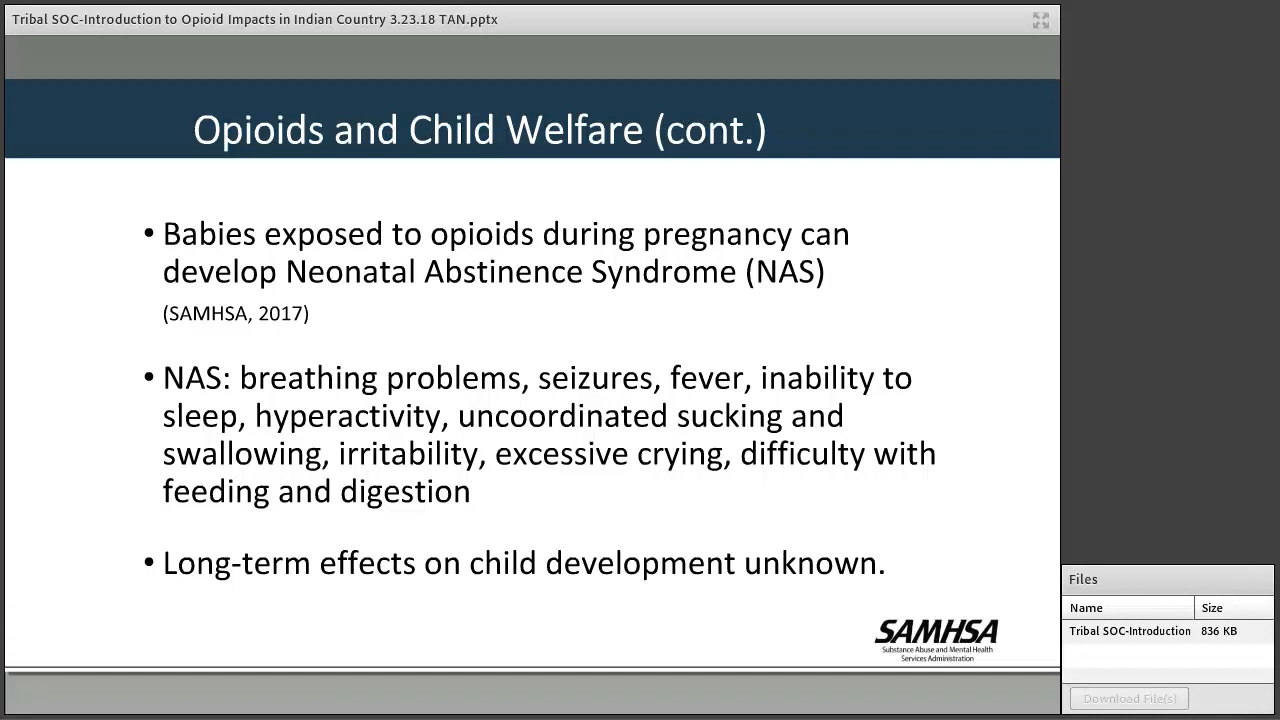 Tribal SOC-Introduction to Opioid Impacts in Indian Country 3.23.18 TAN.pptx
Opioids and Child Welfare (cont.)
• Babies exposed to opioids during pregnancy can
develop Neonatal Abstinence Syndrome (NAS)
(SAMHSA, 2017)
• NAS: breathing problems, seizures, fever, inability to
sleep, hyperactivity, uncoordinated sucking and
swallowing, irritability, excessive crying, difficulty with
feeding and digestion
• Long-term effects on child development unknown.
SAMHSA
Substance Abuse and Mental Health
Services Administration
Files
Name Size
Tribal SOC-Introduction 836 KB
Download File(s)